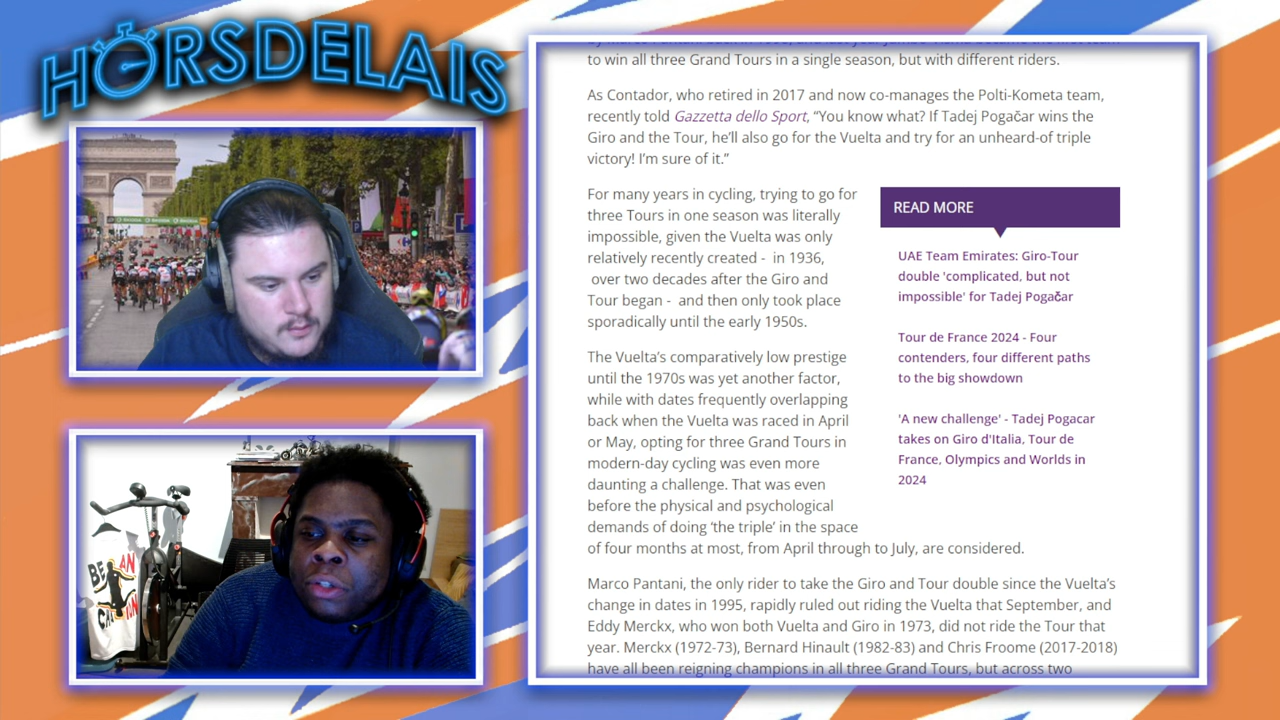 HORSDELAIS
to win all three Grand Tours in a single season, but with different riders.
As Contador, who retired in 2017 and now co-manages the Polti-Kometa team,
recently told Gazzetta dello Sport, “You know what? If Tadej Pogačar wins the
Giro and the Tour, he’ll also go for the Vuelta and try for an unheard-of triple
victory! I’m sure of it.”
For many years in cycling, trying to go for
three Tours in one season was literally
impossible, given the Vuelta was only
relatively recently created - in 1936,
over two decades after the Giro and
Tour began - and then only took place
sporadically until the early 1950s.
The Vuelta’s comparatively low prestige
until the 1970s was yet another factor,
while with dates frequently overlapping
back when the Vuelta was raced in April
or May, opting for three Grand Tours in
modern-day cycling was even more
daunting a challenge. That was even
before the physical and psychological
demands of doing ‘the triple’ in the space
of four months at most, from April through to July, are considered.
Marco Pantani, the only rider to take the Giro and Tour double since the Vuelta’s
change in dates in 1995, rapidly ruled out riding the Vuelta that September, and
Eddy Merckx, who won both Vuelta and Giro in 1973, did not ride the Tour that
year. Merckx (1972-73), Bernard Hinault (1982-83) and Chris Froome (2017-2018)
have all been reigning champions in all three Grand Tours, but across two
READ MORE
UAE Team Emirates: Giro-Tour
double 'complicated, but not
impossible' for Tadej Pogačar
Tour de France 2024 - Four
contenders, four different paths
to the big showdown
'A new challenge' - Tadej Pogacar
takes on Giro d'Italia, Tour de
France, Olympics and Worlds in
2024